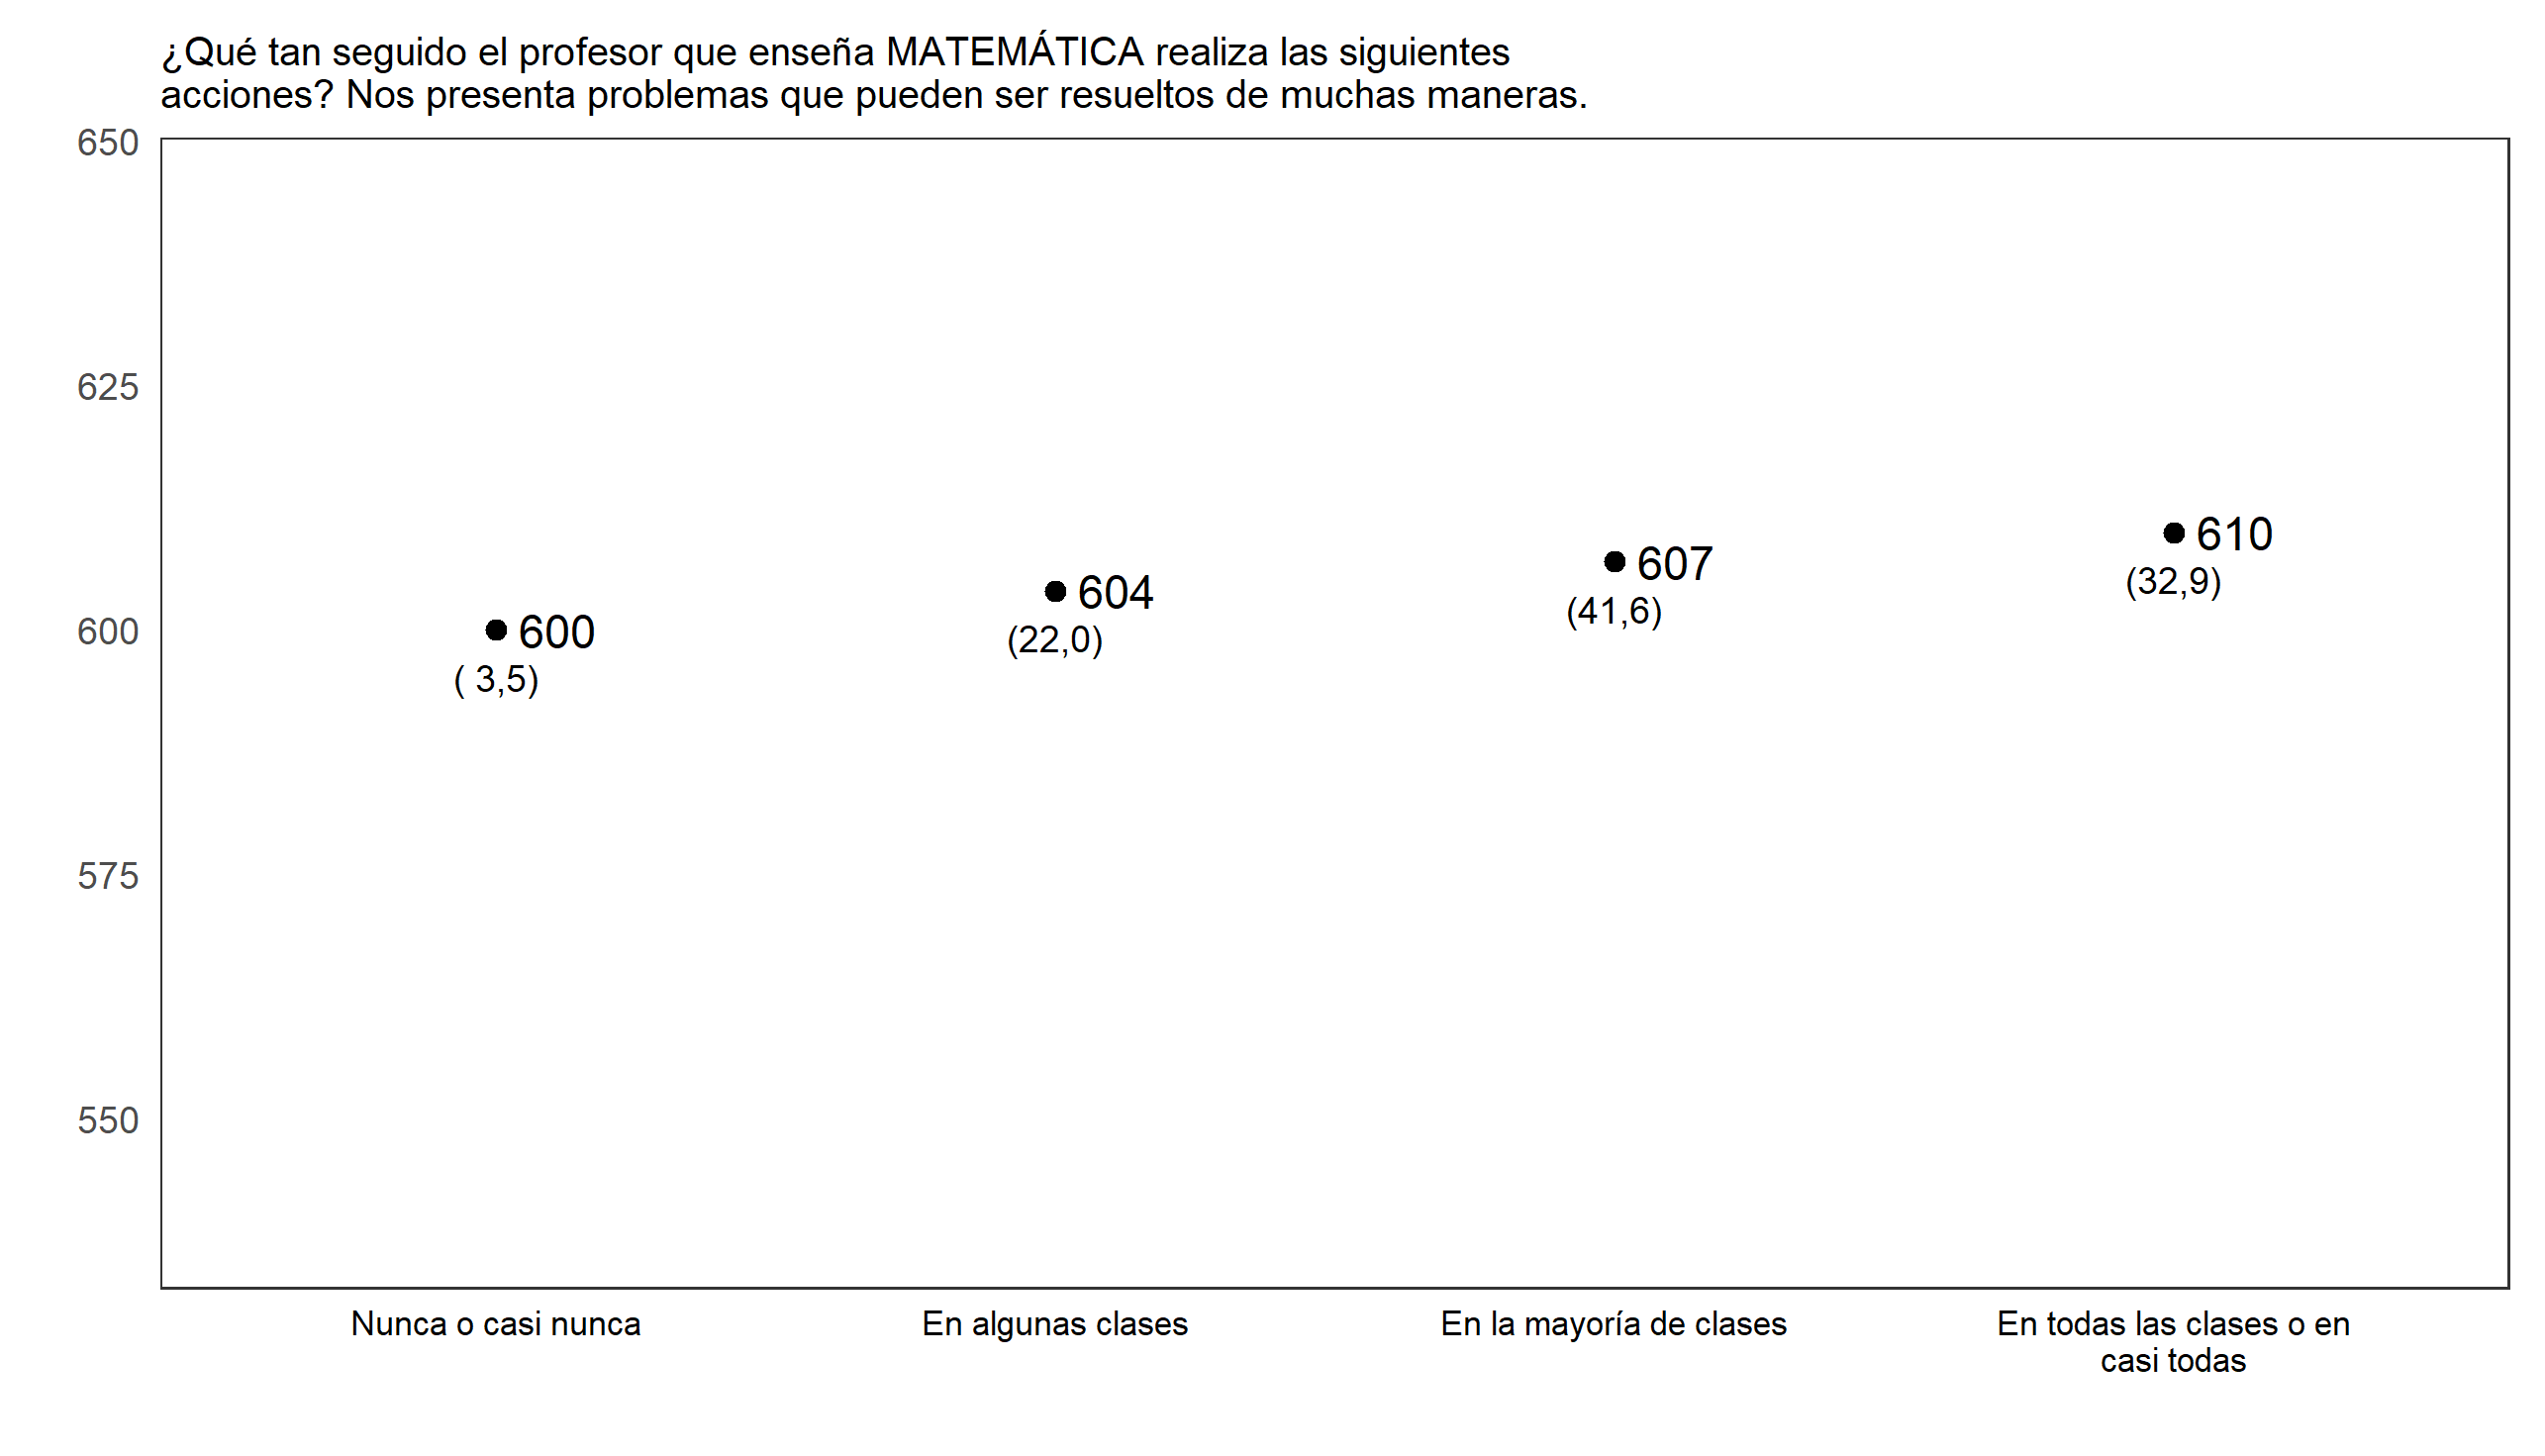 ¿Qué tan seguido el profesor que enseña MATEMÁTICA realiza las siguientes
acciones? Nos presenta problemas que pueden ser resueltos de muchas maneras.
650
625
600
575
550
600
( 3,5)
604
(22,0)
607
(41,6)
610
(32,9)
Nunca o casi nunca
En algunas clases
En la mayoría de clases
En todas las clases o en
casi todas